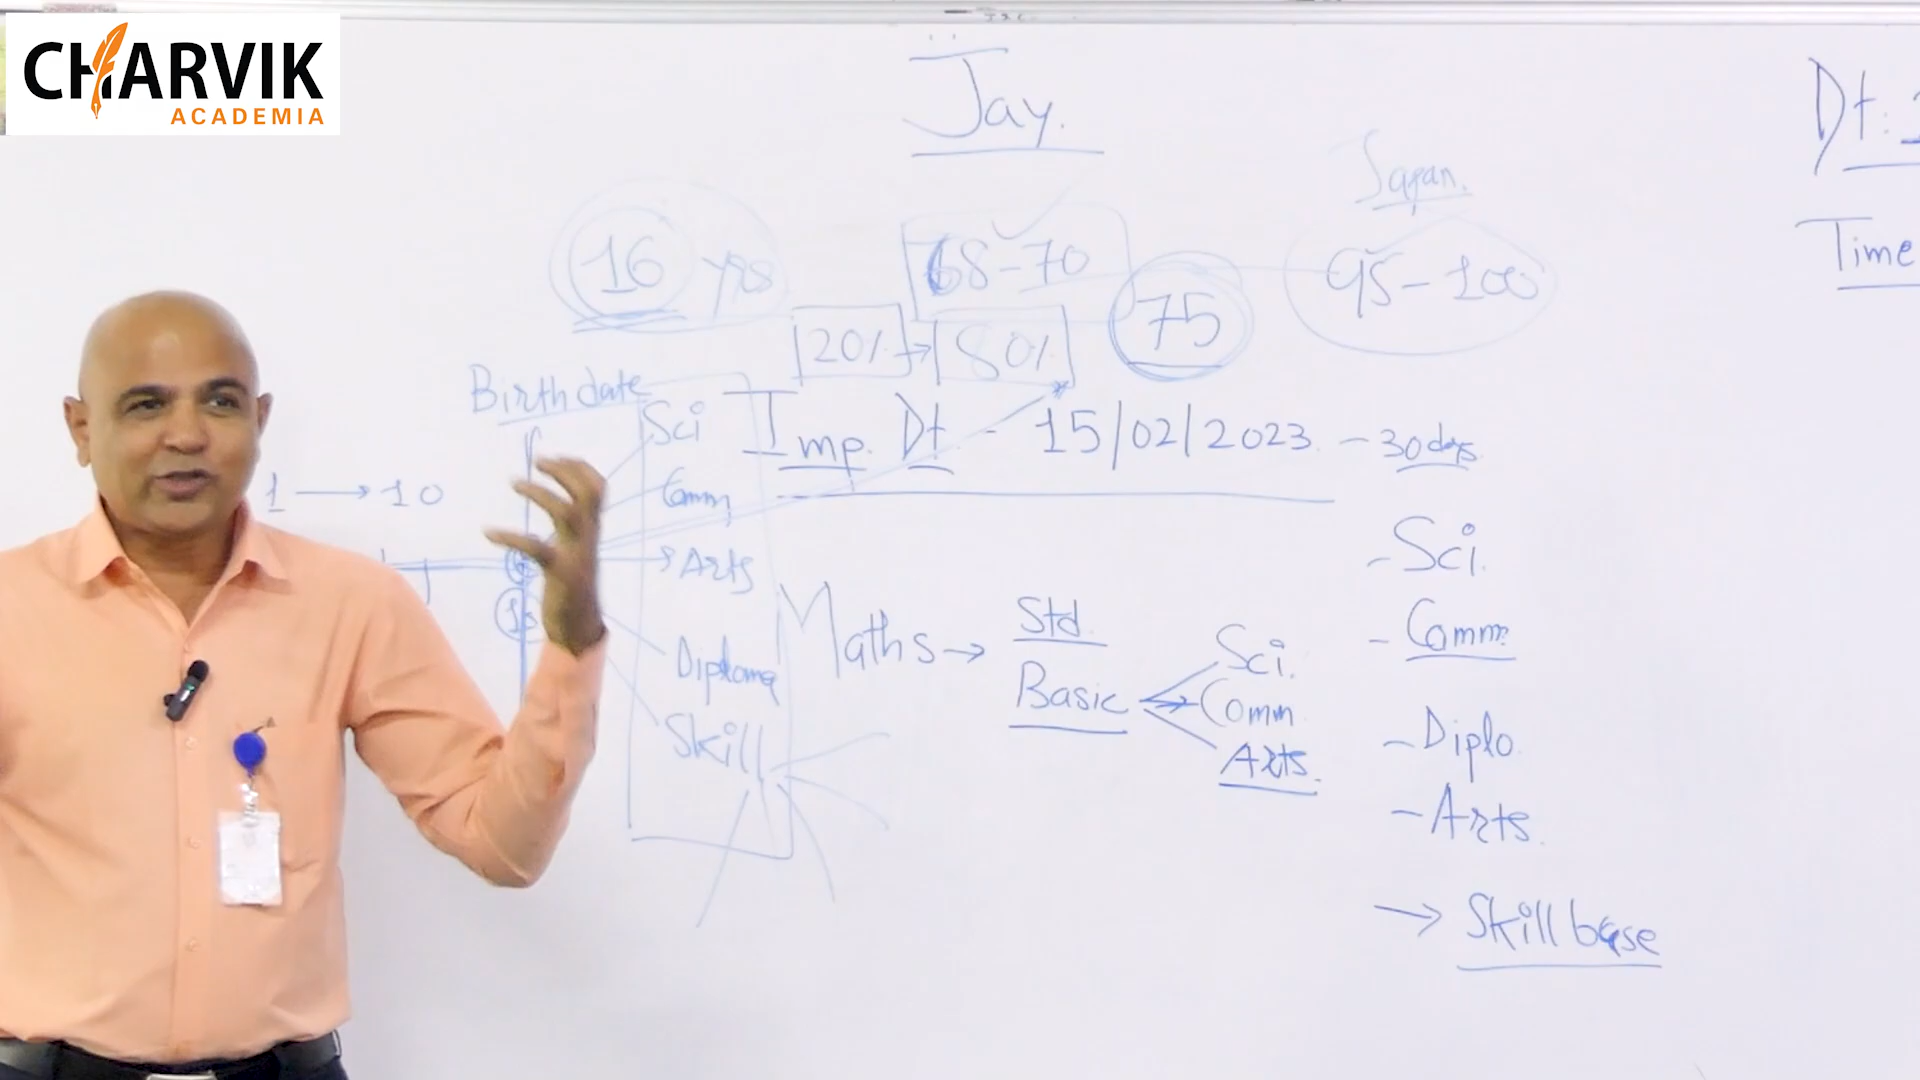 CHARVIK
ACADEMIA
Jay.
Dt:
Time
Japan.
16 yrs
68-70
75
95-100
20% → 80%
Birthdate
Imp. Dt - 15/02/2023. - 30 days
Sci
Comm
→ Arts
Diploma
Skill
1 → 10
Maths → Std.
Basic
Sci.
→ Comm
Arts.
- Sci.
- Comm.
- Diplo.
- Arts.
→ Skill base